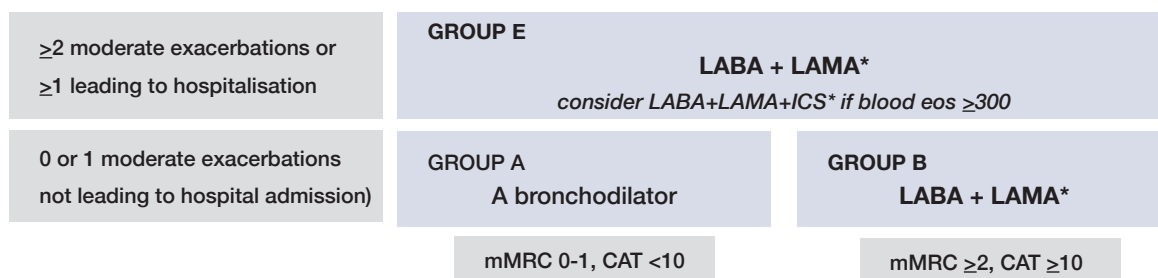 ≥2 moderate exacerbations or
≥1 leading to hospitalisation
GROUP E
LABA + LAMA*
consider LABA+LAMA+ICS* if blood eos ≥300
0 or 1 moderate exacerbations
not leading to hospital admission)
GROUP A
A bronchodilator
GROUP B
LABA + LAMA*
mMRC 0-1, CAT <10
mMRC ≥2, CAT ≥10